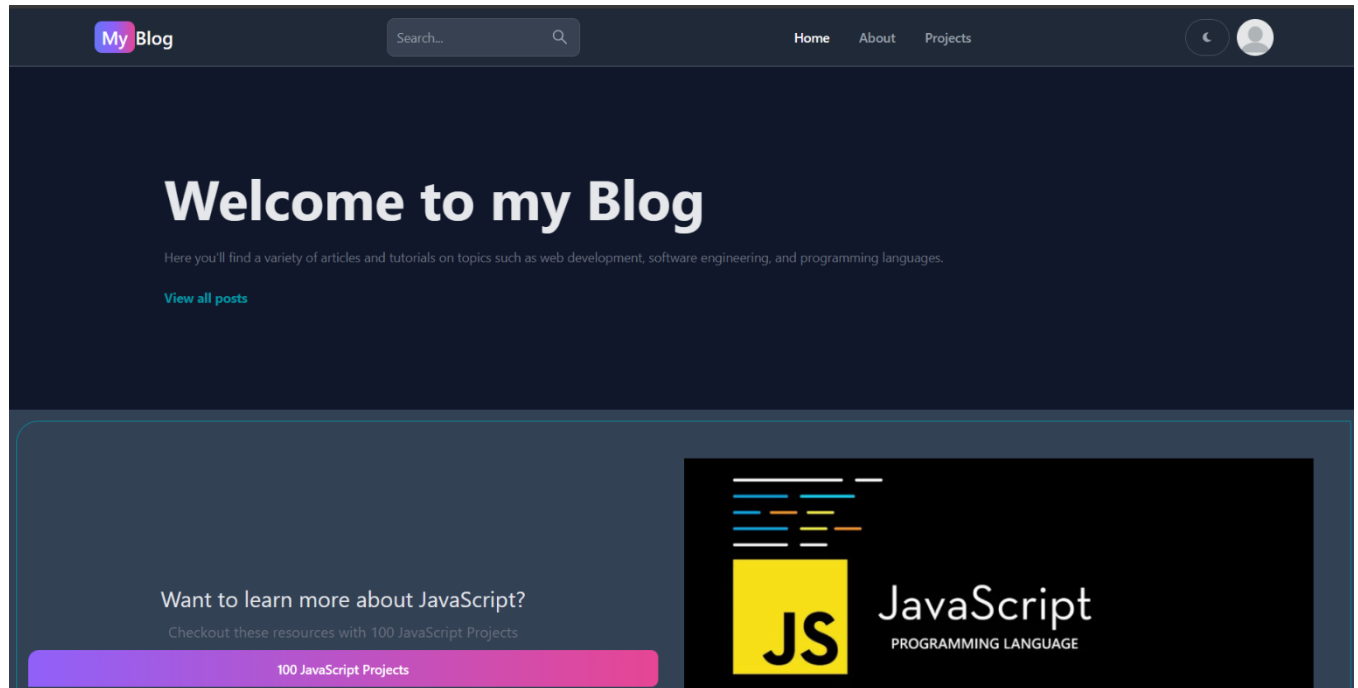 My Blog
Search...
Home About Projects
Welcome to my Blog
Here you'll find a variety of articles and tutorials on topics such as web development, software engineering, and programming languages.
View all posts
Want to learn more about JavaScript?
Checkout these resources with 100 JavaScript Projects
100 JavaScript Projects
JS
JavaScript
PROGRAMMING LANGUAGE